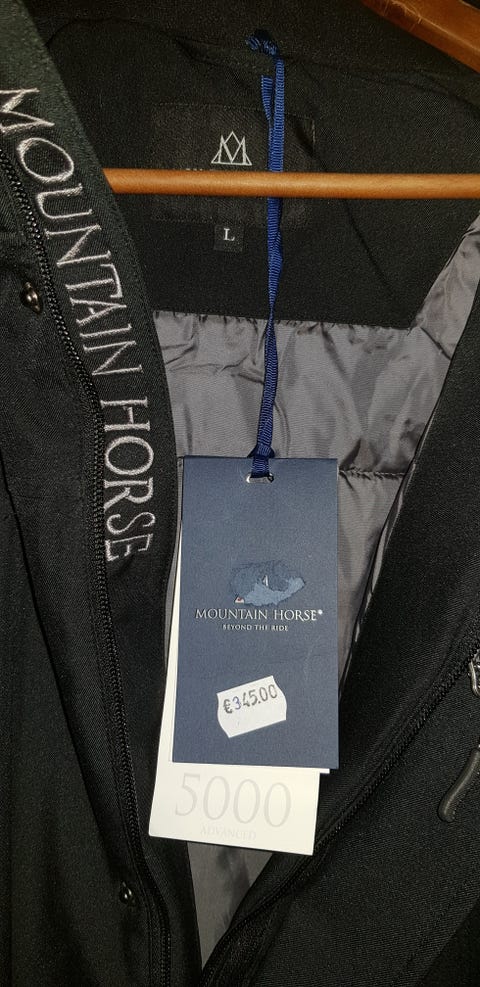 MOUNTAIN HORSE
L
MOUNTAIN HORSE®
BEYOND THE RIDE
€345.00
5000
ADVANCED